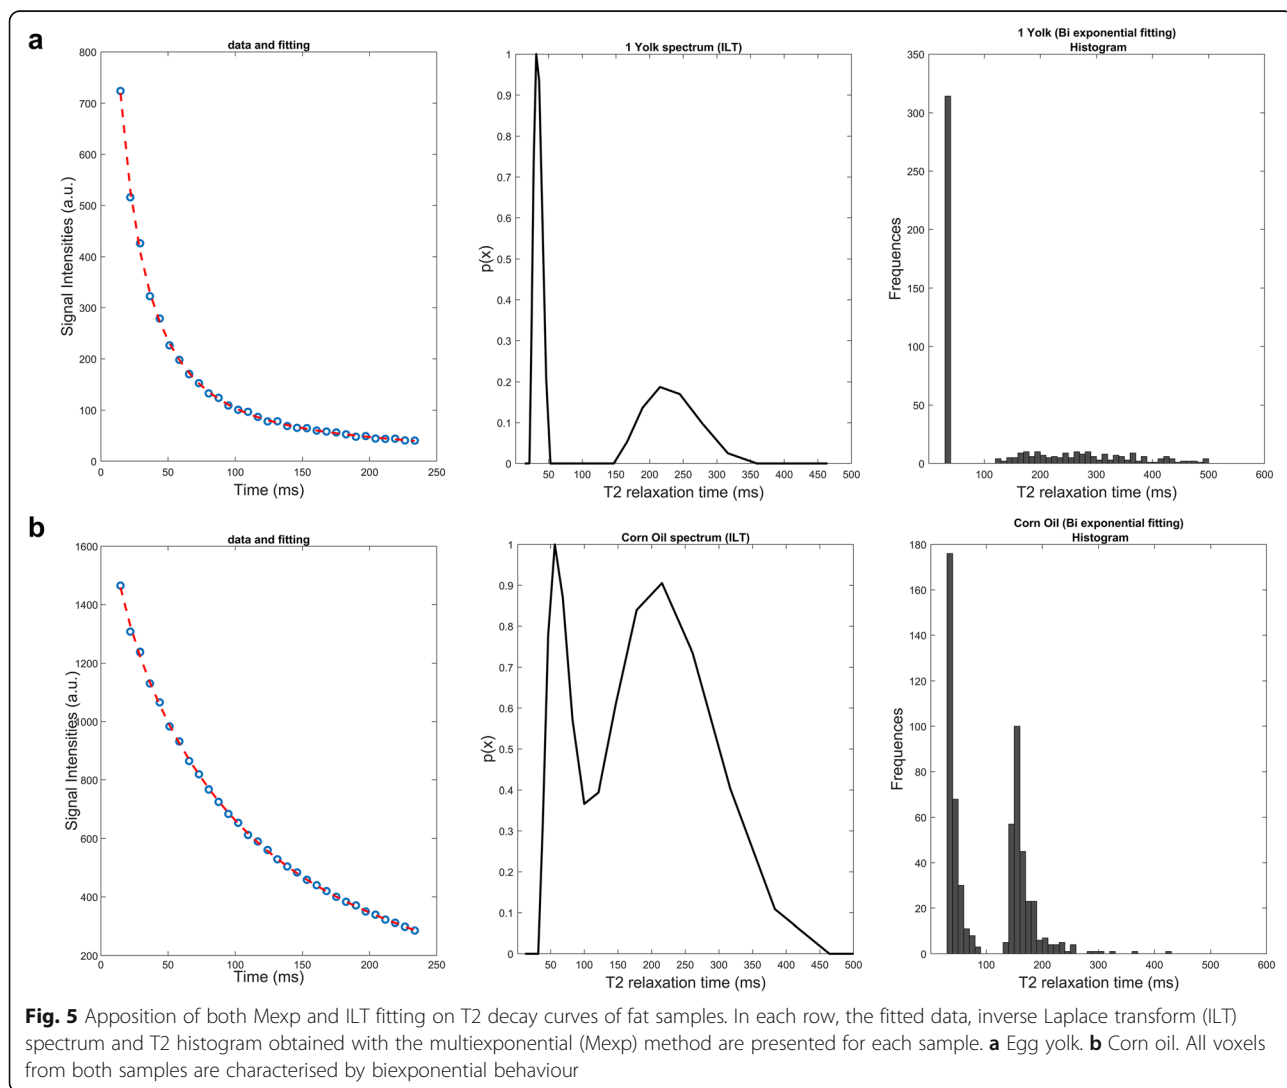 a
data and fitting
800
700
600
500
400
300
200
100
0
0 50 100 150 200 250
Signal Intensities (a.u.)
Time (ms)
1 Yolk spectrum (ILT)
1
0.9
0.8
0.7
0.6
0.5
0.4
0.3
0.2
0.1
0
50 100 150 200 250 300 350 400 450 500
p(x)
T2 relaxation time (ms)
1 Yolk (Bi exponential fitting)
Histogram
350
300
250
200
150
100
50
0
100 200 300 400 500 600
Frequences
T2 relaxation time (ms)
b
data and fitting
1600
1400
1200
1000
800
600
400
200
0 50 100 150 200 250
Signal Intensities (a.u.)
Time (ms)
Corn Oil spectrum (ILT)
1
0.9
0.8
0.7
0.6
0.5
0.4
0.3
0.2
0.1
0
50 100 150 200 250 300 350 400 450 500
p(x)
T2 relaxation time (ms)
Corn Oil (Bi exponential fitting)
Histogram
180
160
140
120
100
80
60
40
20
0
100 200 300 400 500 600
Frequences
T2 relaxation time (ms)
Fig. 5 Apposition of both Mexp and ILT fitting on T2 decay curves of fat samples. In each row, the fitted data, inverse Laplace transform (ILT)
spectrum and T2 histogram obtained with the multiexponential (Mexp) method are presented for each sample. a Egg yolk. b Corn oil. All voxels
from both samples are characterised by biexponential behaviour